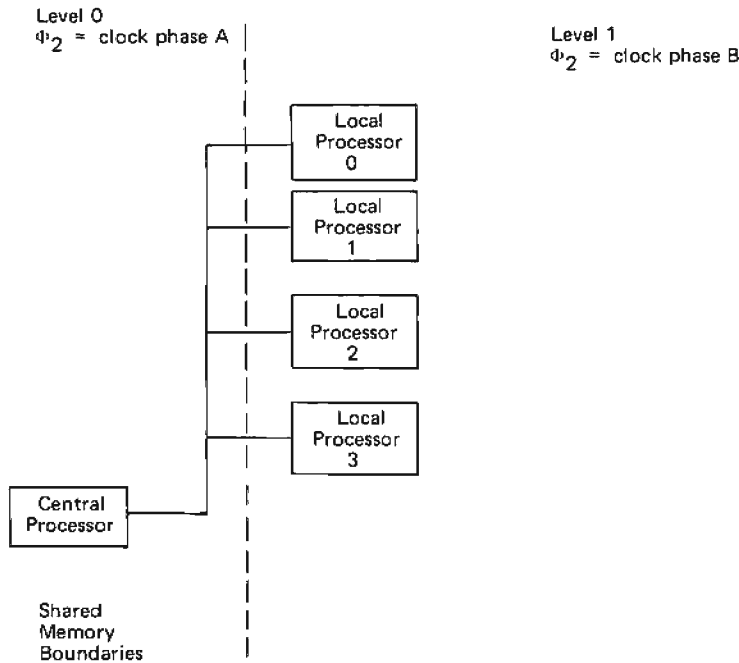 Level 0
Φ2 = clock phase A
Level 1
Φ2 = clock phase B
Local
Processor
0
Local
Processor
1
Local
Processor
2
Local
Processor
3
Central
Processor
Shared
Memory
Boundaries